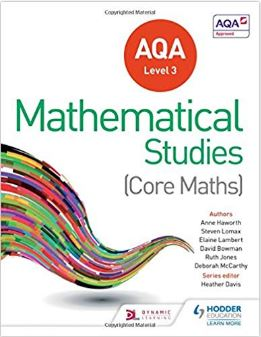 AQA
Approved
AQA
Level 3
Mathematical
Studies
(Core Maths)
Authors
Anne Haworth
Steven Lomax
Elaine Lambert
David Bowman
Ruth Jones
Deborah McCarthy
Series editor
Heather Davis
DYNAMIC
LEARNING
HODDER
EDUCATION
LEARN MORE